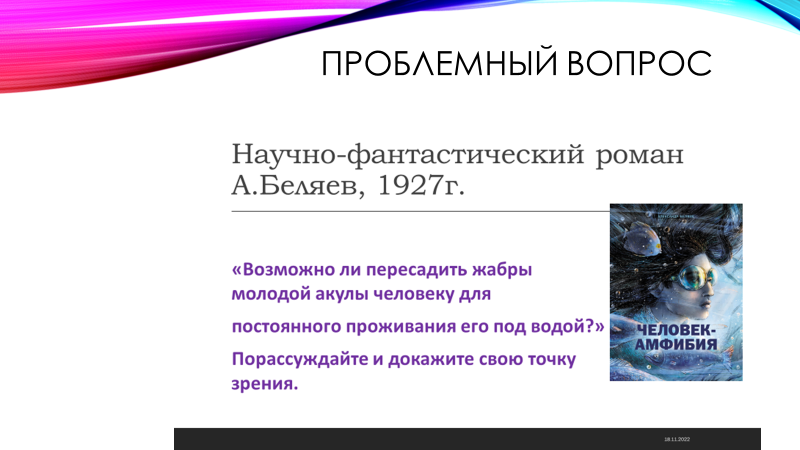 ПРОБЛЕМНЫЙ ВОПРОС
Научно-фантастический роман
А.Беляев, 1927г.
«Возможно ли пересадить жабры
молодой акулы человеку для
постоянного проживания его под водой?»
Порассуждайте и докажите свою точку
зрения.
ЧЕЛОВЕК-
АМФИБИЯ
18.11.2022